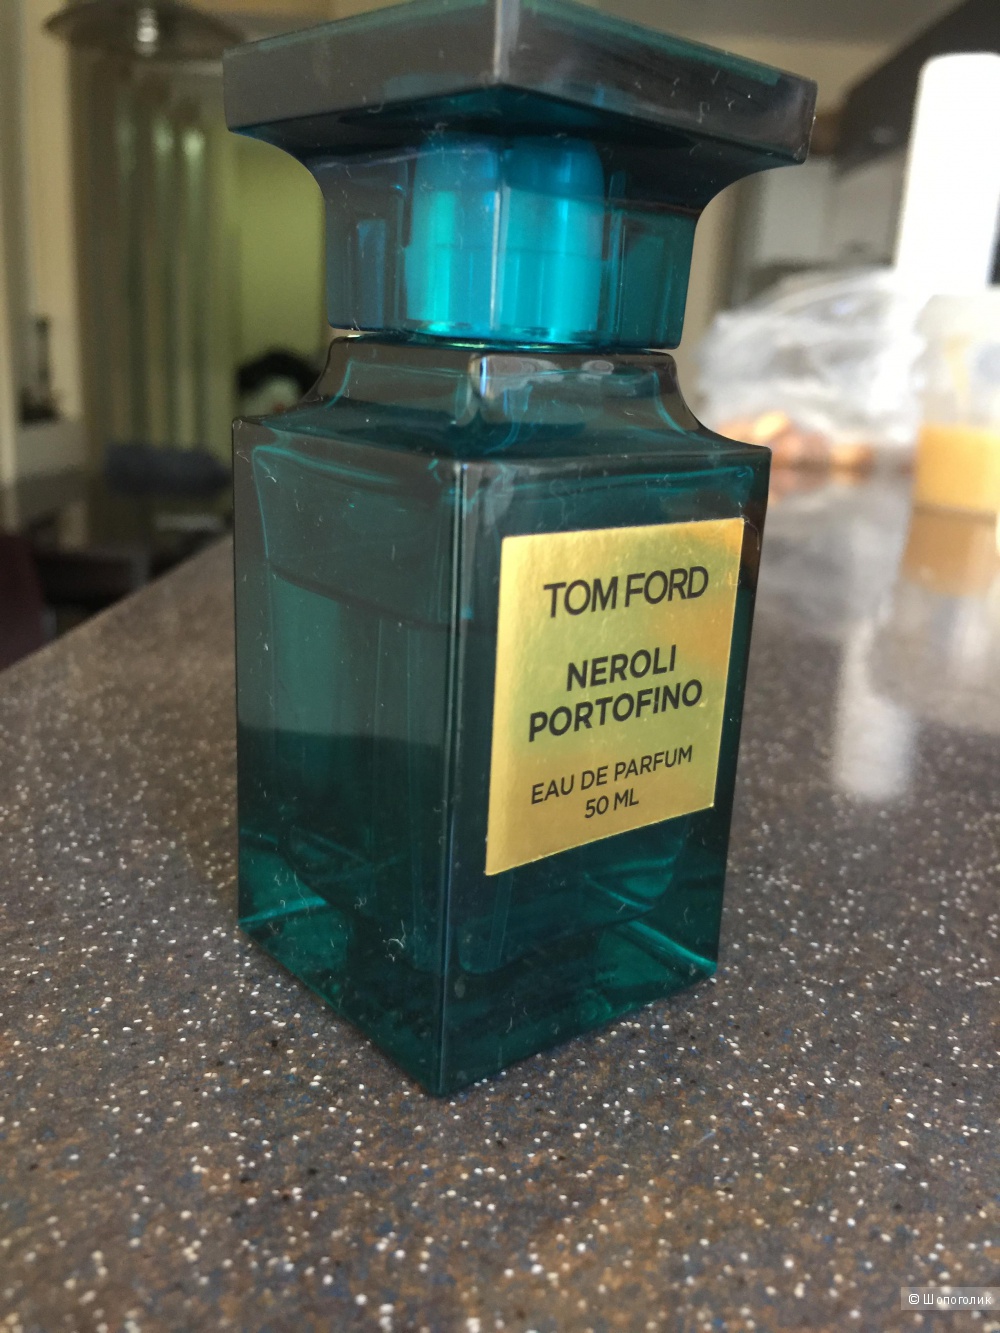 TOM FORD
NEROLI
PORTOFINO
EAU DE PARFUM
50 ML
© Шопоголик